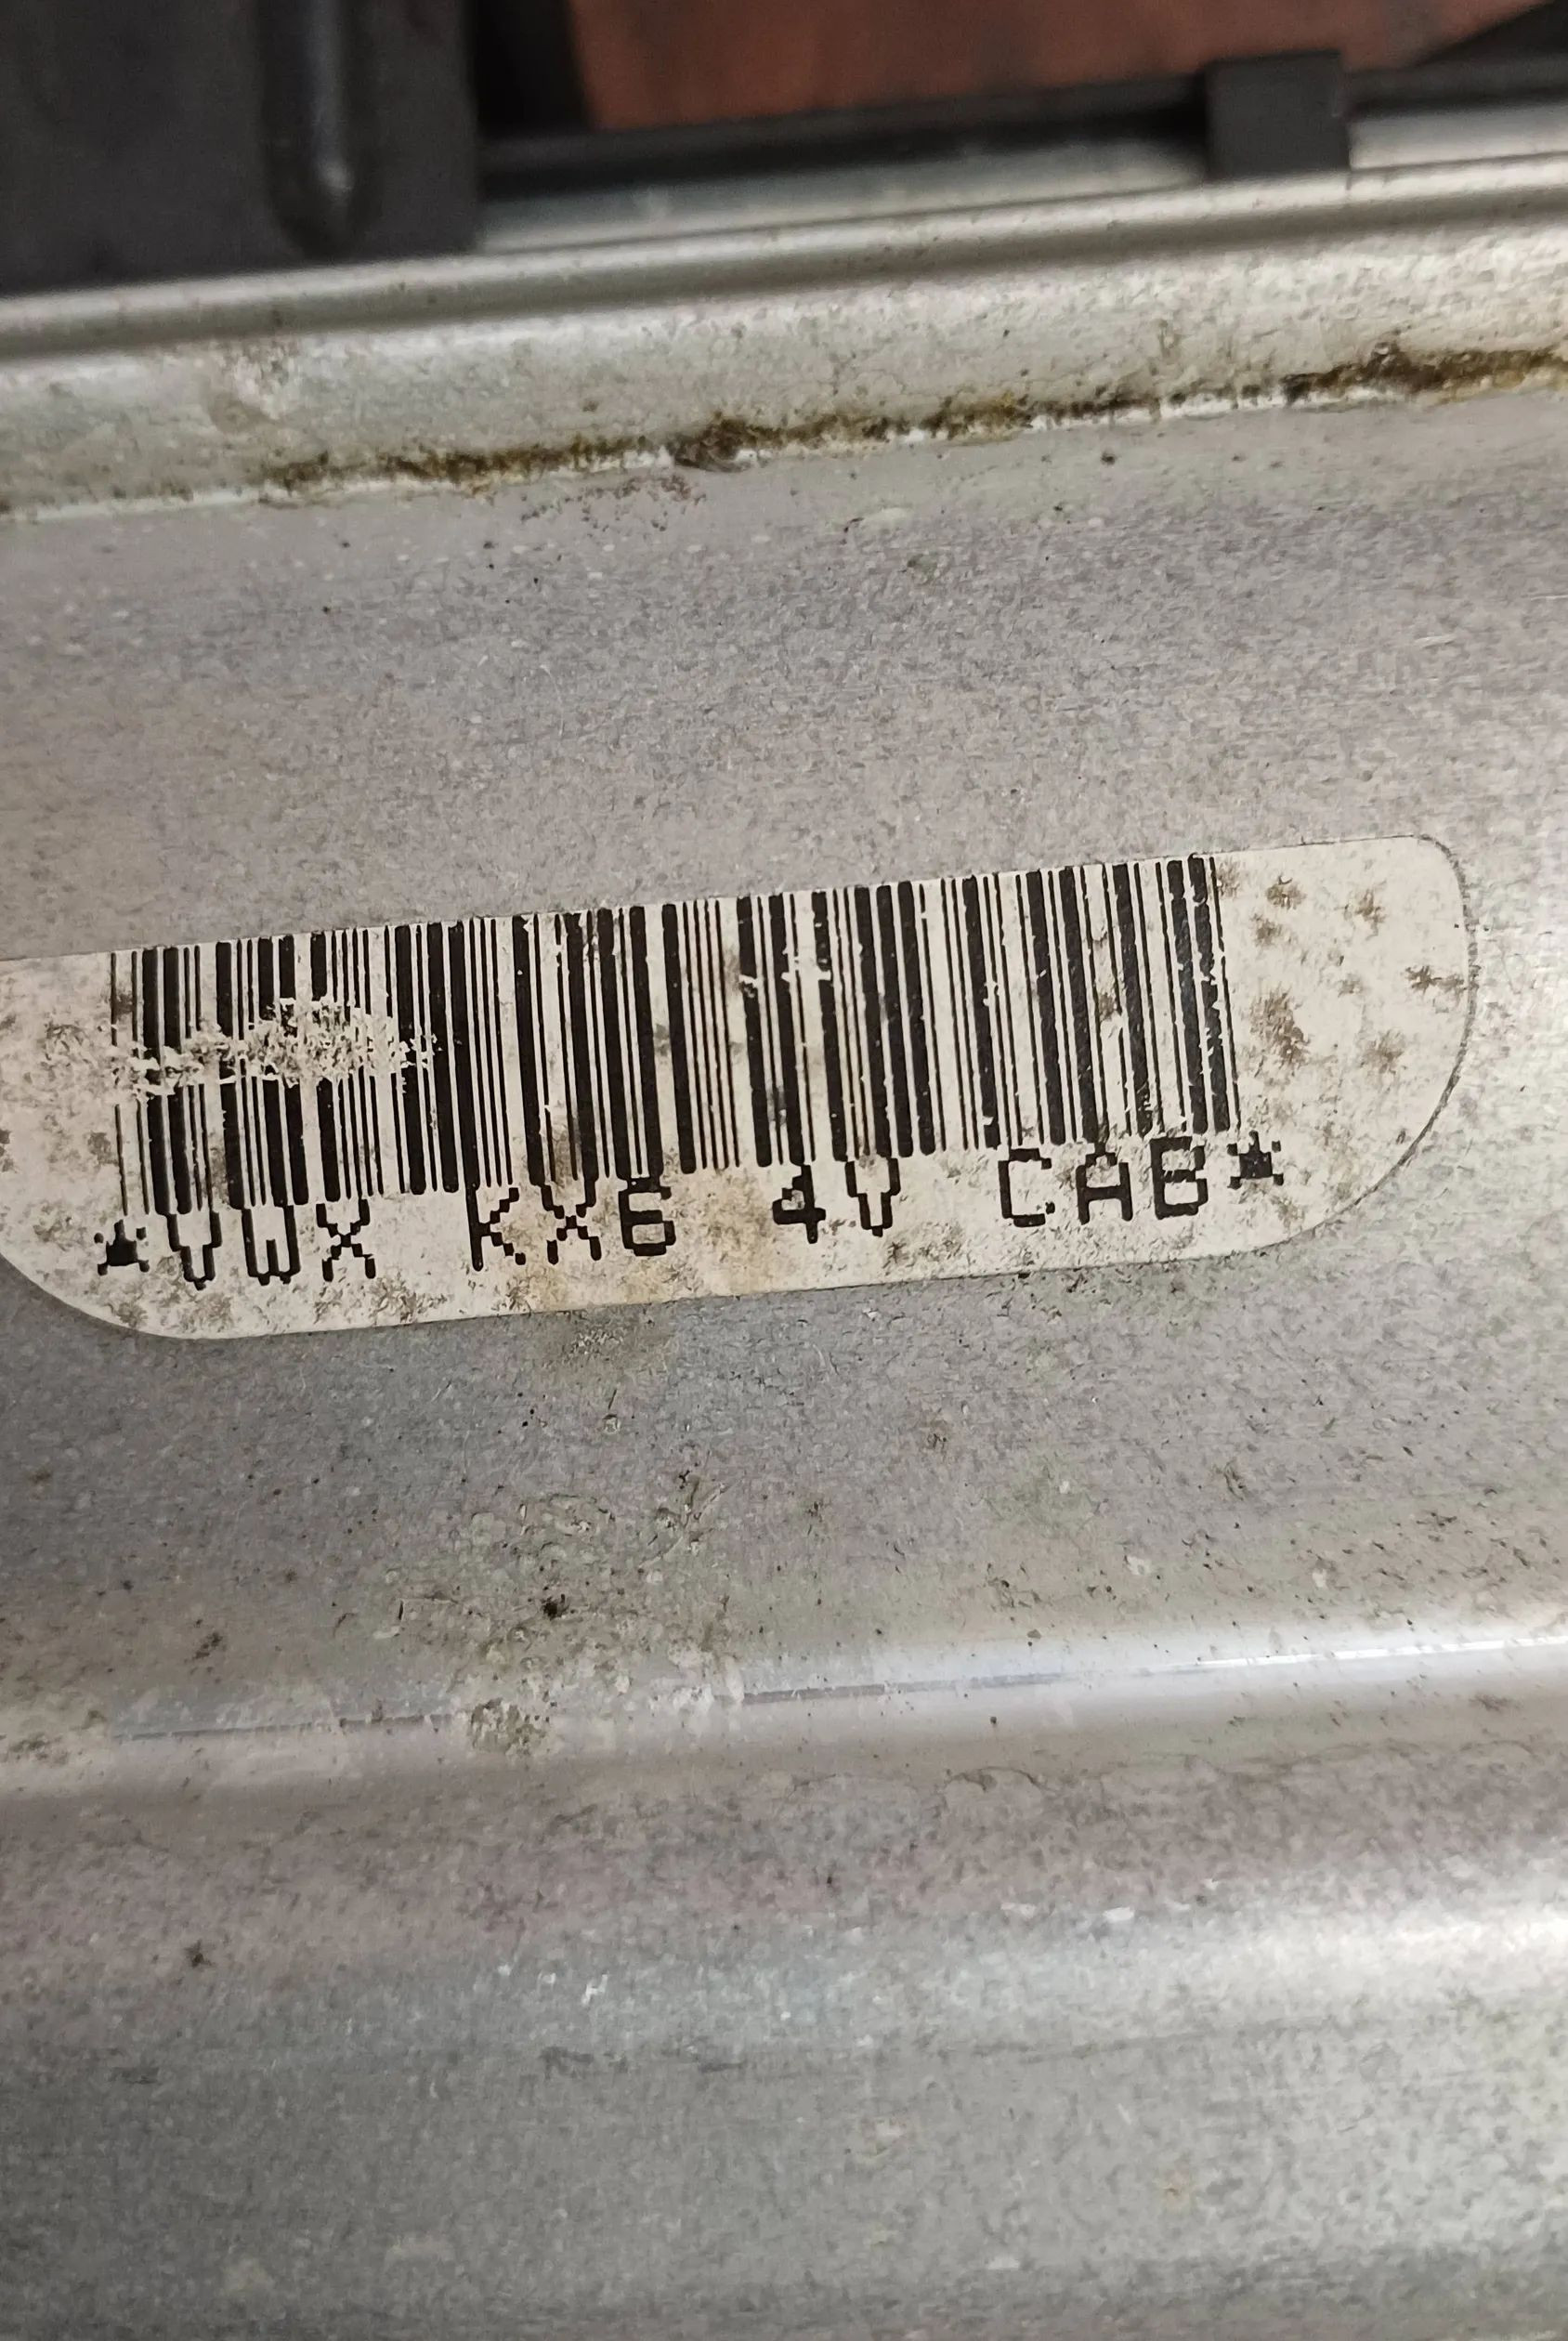 *VWX KX6 4V CAB*